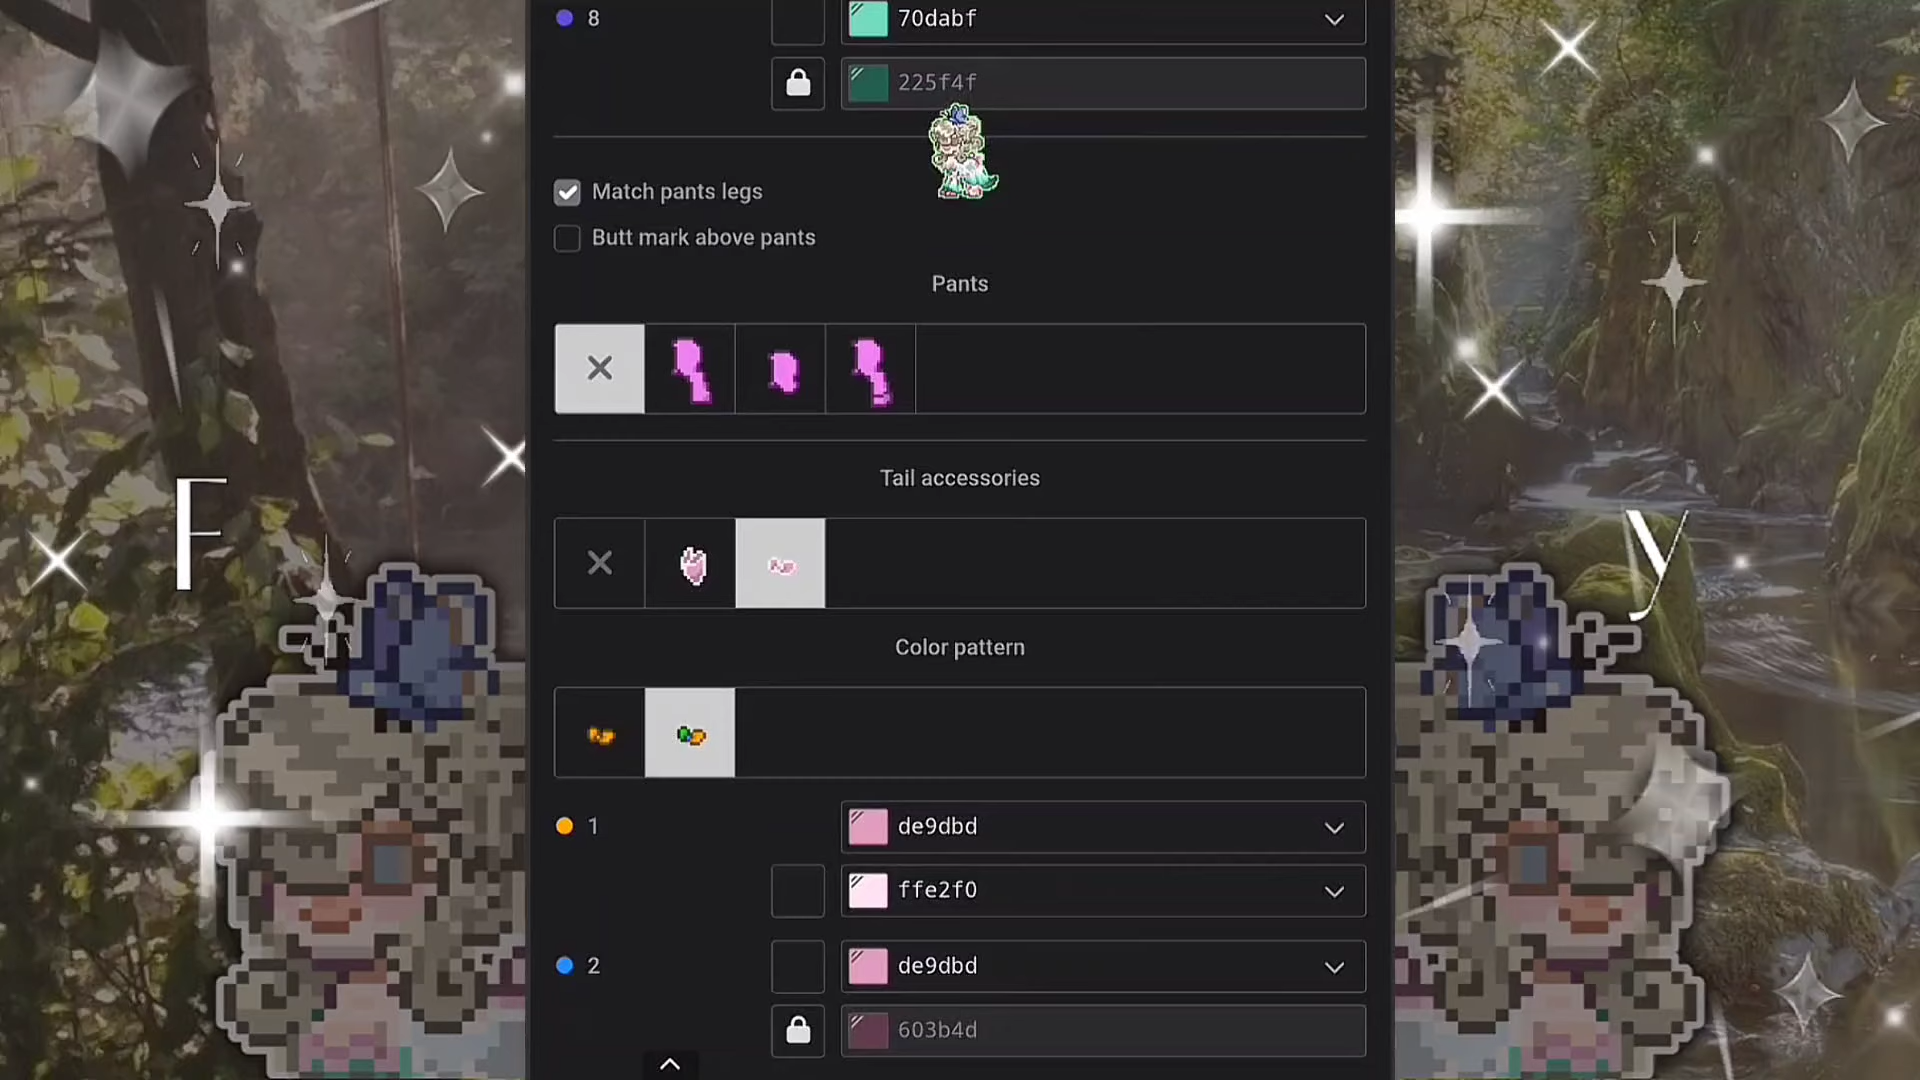 8
70dabf
225f4f
Match pants legs
Butt mark above pants
Pants
Tail accessories
F
y
Color pattern
1
de9dbd
ffe2f0
2
de9dbd
603b4d